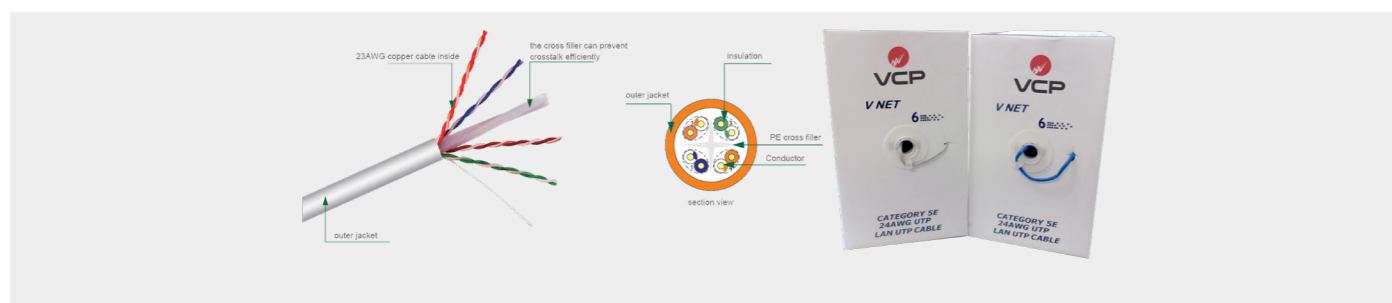 23AWG copper cable inside
the cross filler can prevent
crosstalk efficiently
outer jacket
insulation
outer jacket
PE cross filler
Conductor
section view
VCP
V NET
6
CATEGORY 5E
24AWG UTP
LAN UTP CABLE
VCP
V NET
6
CATEGORY 5E
24AWG UTP
LAN UTP CABLE